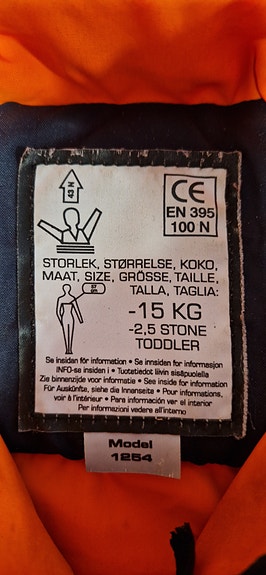 CE
EN 395
100 N
STORLEK, STØRRELSE, KOKO,
MAAT, SIZE, GRÖSSE, TAILLE,
TALLA, TAGLIA:
57
cm
-15 KG
-2,5 STONE
TODDLER
Se insidan för information • Se innsiden for informasjon
INFO-se insiden i • Tuotetiedot liivin sisäpuolella
Zie binnenzijde voor informatie • See inside for information
Für Auskünfte, siehe die Innenseite • Pour informations,
voir à l'intérieur • Para información ver el interior
Per informazioni vedere all'interno
Model
1254